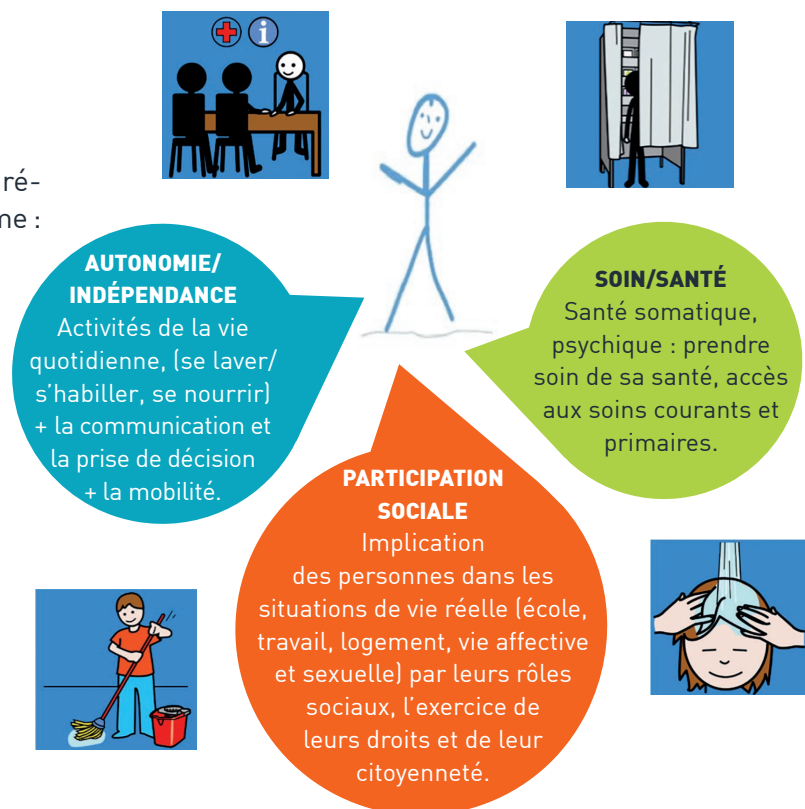 ré-
ne :
AUTONOMIE/
INDÉPENDANCE
Activités de la vie
quotidienne, (se laver/
s'habiller, se nourrir)
+ la communication et
la prise de décision
+ la mobilité.
SOIN/SANTÉ
Santé somatique,
psychique : prendre
soin de sa santé, accès
aux soins courants et
primaires.
PARTICIPATION
SOCIALE
Implication
des personnes dans les
situations de vie réelle (école,
travail, logement, vie affective
et sexuelle) par leurs rôles
sociaux, l'exercice de
leurs droits et de leur
citoyenneté.